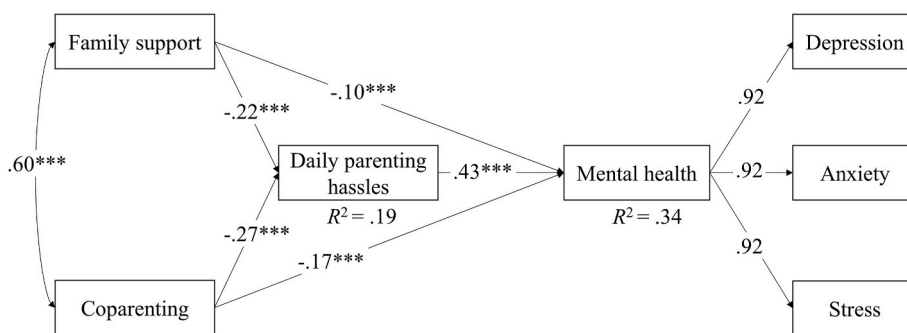 Family support
Depression
-.10***
.92
-.22***
.60***
Daily parenting
hassles
.43***
Mental health
.92
Anxiety
R² = .19
R² = .34
-.27***
-.17***
.92
Coparenting
Stress